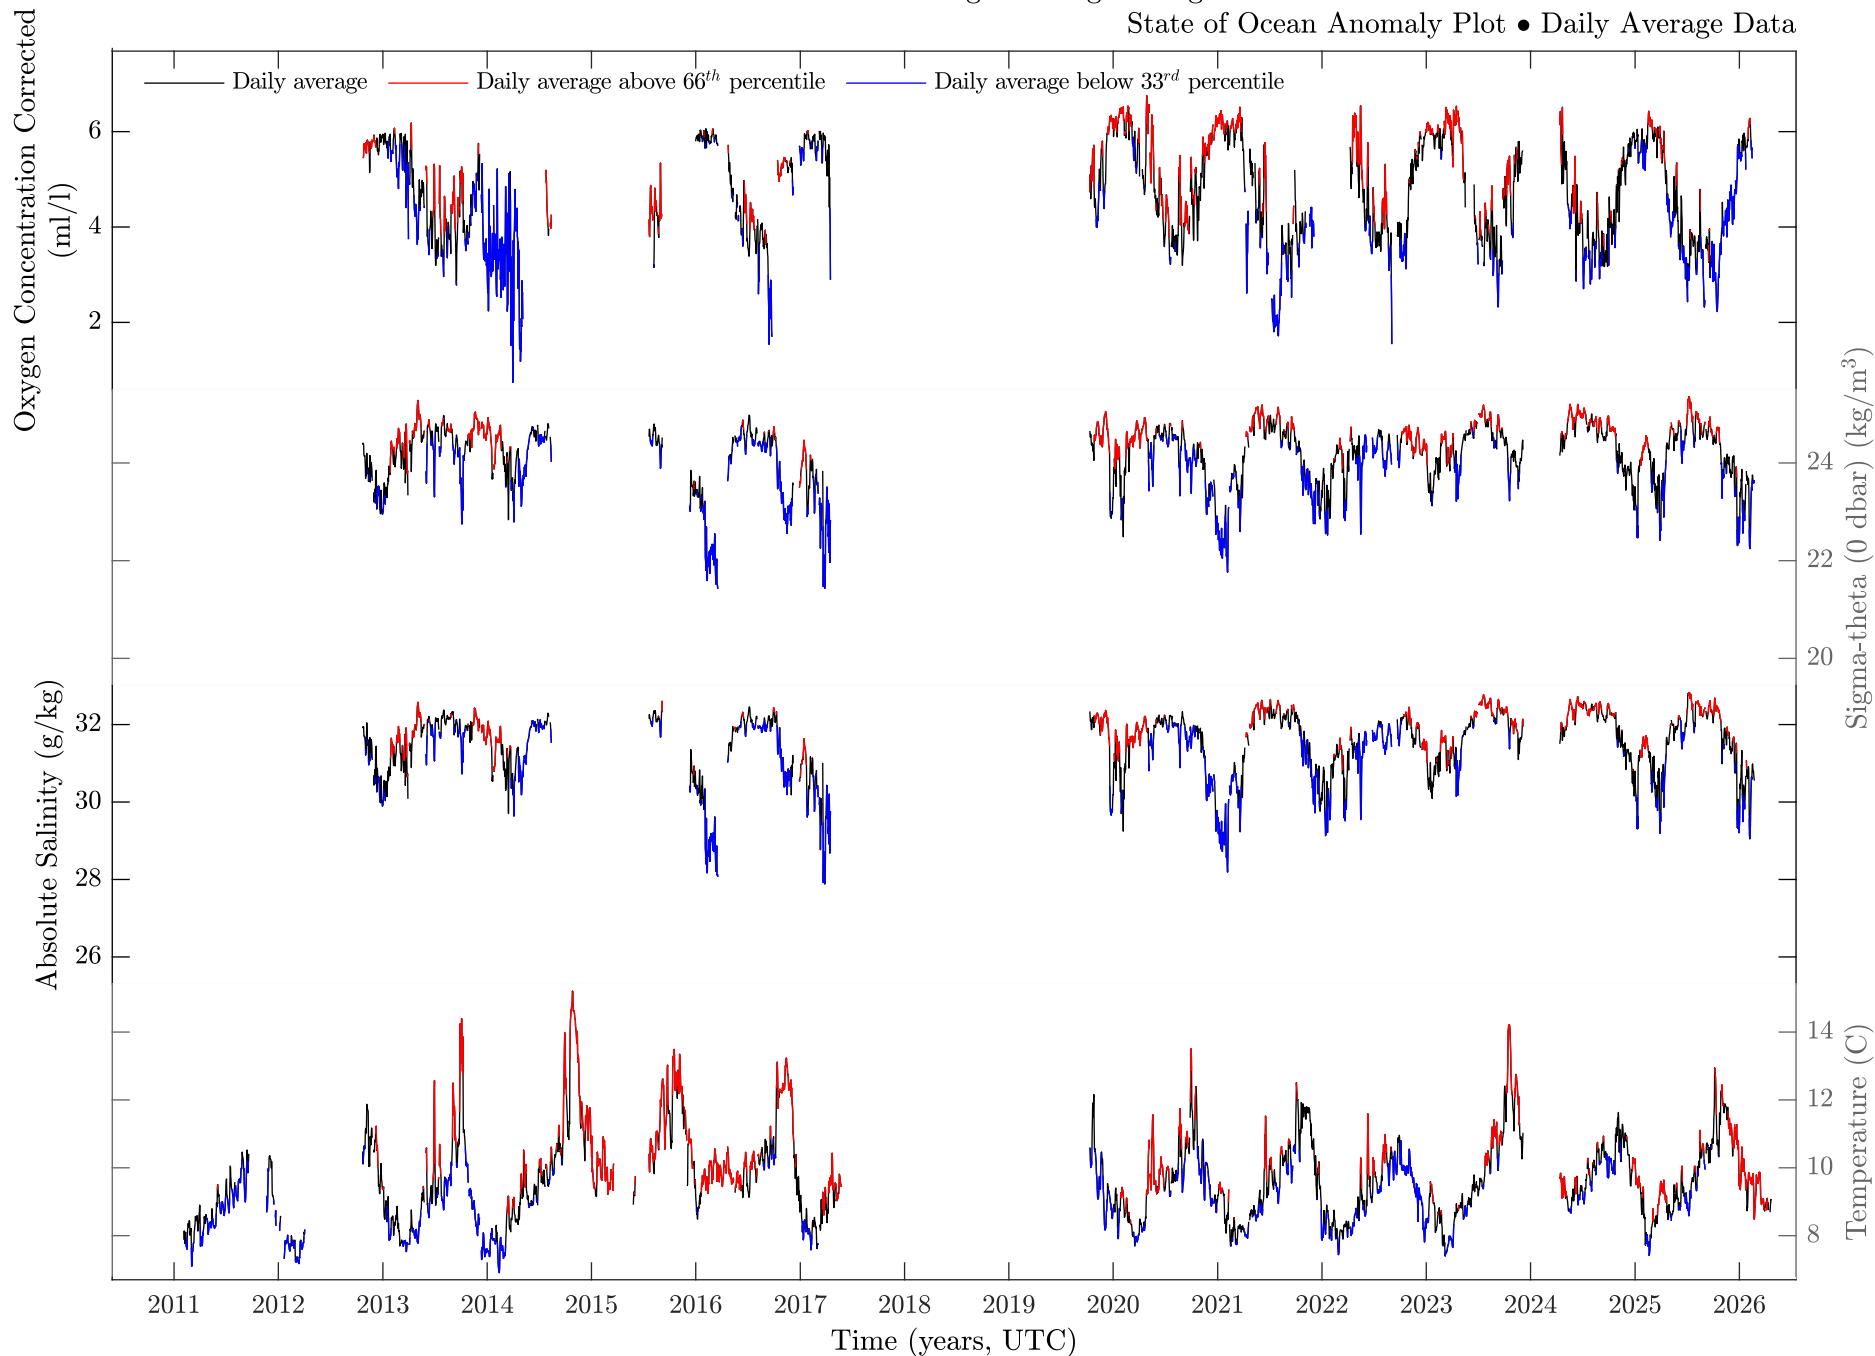 State of Ocean Anomaly Plot • Daily Average Data
Daily average
Daily average above 66th percentile
Daily average below 33rd percentile
Oxygen Concentration Corrected
(ml/l)
6
4
2
Sigma-theta (0 dbar) (kg/m3)
24
22
20
Absolute Salinity (g/kg)
32
30
28
26
Temperature (C)
14
12
10
8
2011 2012 2013 2014 2015 2016 2017 2018 2019 2020 2021 2022 2023 2024 2025 2026
Time (years, UTC)